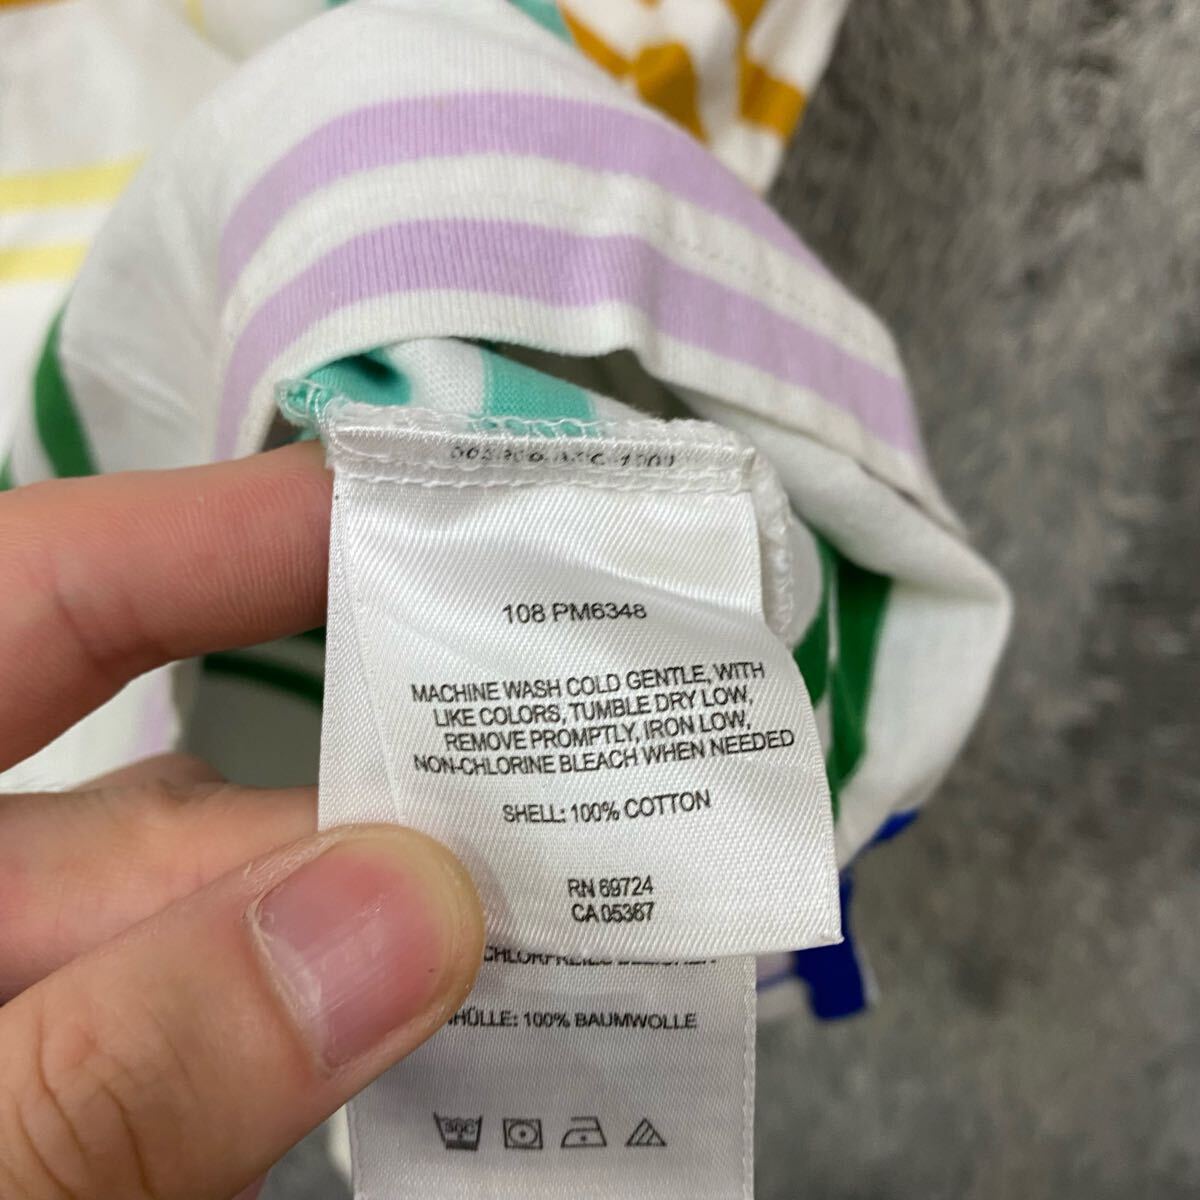 108 PM6348
MACHINE WASH COLD GENTLE, WITH
LIKE COLORS, TUMBLE DRY LOW,
REMOVE PROMPTLY, IRON LOW,
NON-CHLORINE BLEACH WHEN NEEDED
SHELL: 100% COTTON
RN 69724
CA 05367
HÜLLE: 100% BAUMWOLLE